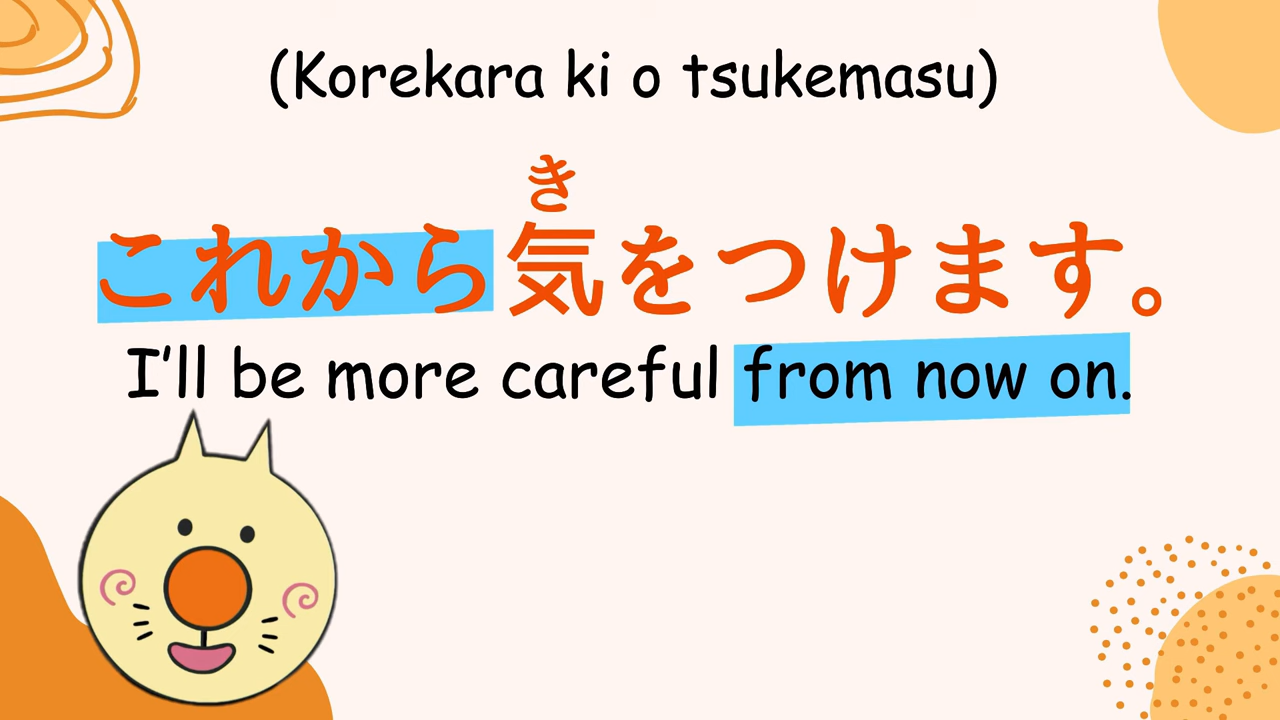 (Korekara ki o tsukemasu)
き
これから気をつけます。
I'll be more careful from now on.